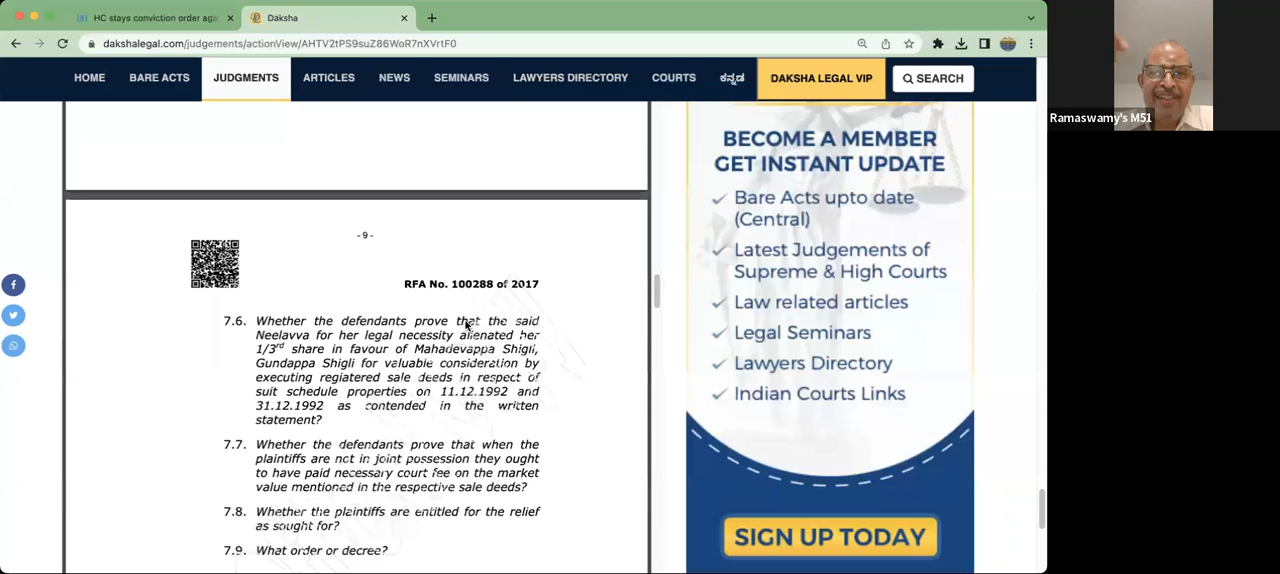 HC stays conviction order aga
Daksha
dakshalegal.com/judgements/actionView/AHTV2tPS9suZ86WoR7nXVrtF0
HOME
BARE ACTS
JUDGMENTS
ARTICLES
NEWS
SEMINARS
LAWYERS DIRECTORY
COURTS
ಕನ್ನಡ
DAKSHA LEGAL VIP
SEARCH
Ramaswamy's M51
- 9 -
RFA No. 100288 of 2017
7.6. Whether the defendants prove that the said
Neelavva for her legal necessity alienated her
1/3rd share in favour of Mahadevappa Shigli,
Gundappa Shigli for valuable consideration by
executing regiatered sale deeds in respect of
suit schedule properties on 11.12.1992 and
31.12.1992 as contended in the written
statement?
7.7. Whether the defendants prove that when the
plaintiffs are not in joint possession they ought
to have paid necessary court fee on the market
value mentioned in the respective sale deeds?
7.8. Whether the plaintiffs are entitled for the relief
as sought for?
7.9. What order or decree?
BECOME A MEMBER
GET INSTANT UPDATE
Bare Acts upto date
(Central)
Latest Judgements of
Supreme & High Courts
Law related articles
Legal Seminars
Lawyers Directory
Indian Courts Links
SIGN UP TODAY